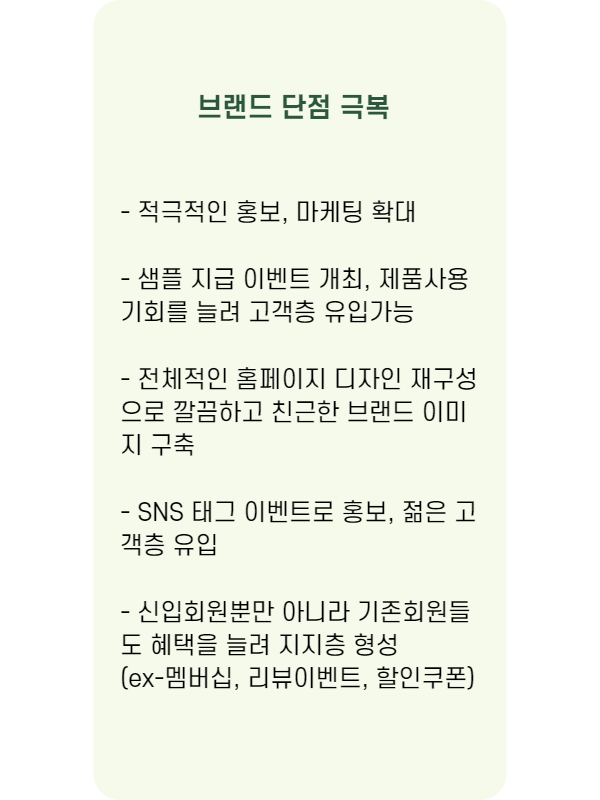 브랜드 단점 극복
- 적극적인 홍보, 마케팅 확대
- 샘플 지급 이벤트 개최, 제품사용
기회를 늘려 고객층 유입가능
- 전체적인 홈페이지 디자인 재구성
으로 깔끔하고 친근한 브랜드 이미
지 구축
- SNS 태그 이벤트로 홍보, 젊은 고
객층 유입
- 신입회원뿐만 아니라 기존회원들
도 혜택을 늘려 지지층 형성
(ex-멤버십, 리뷰이벤트, 할인쿠폰)